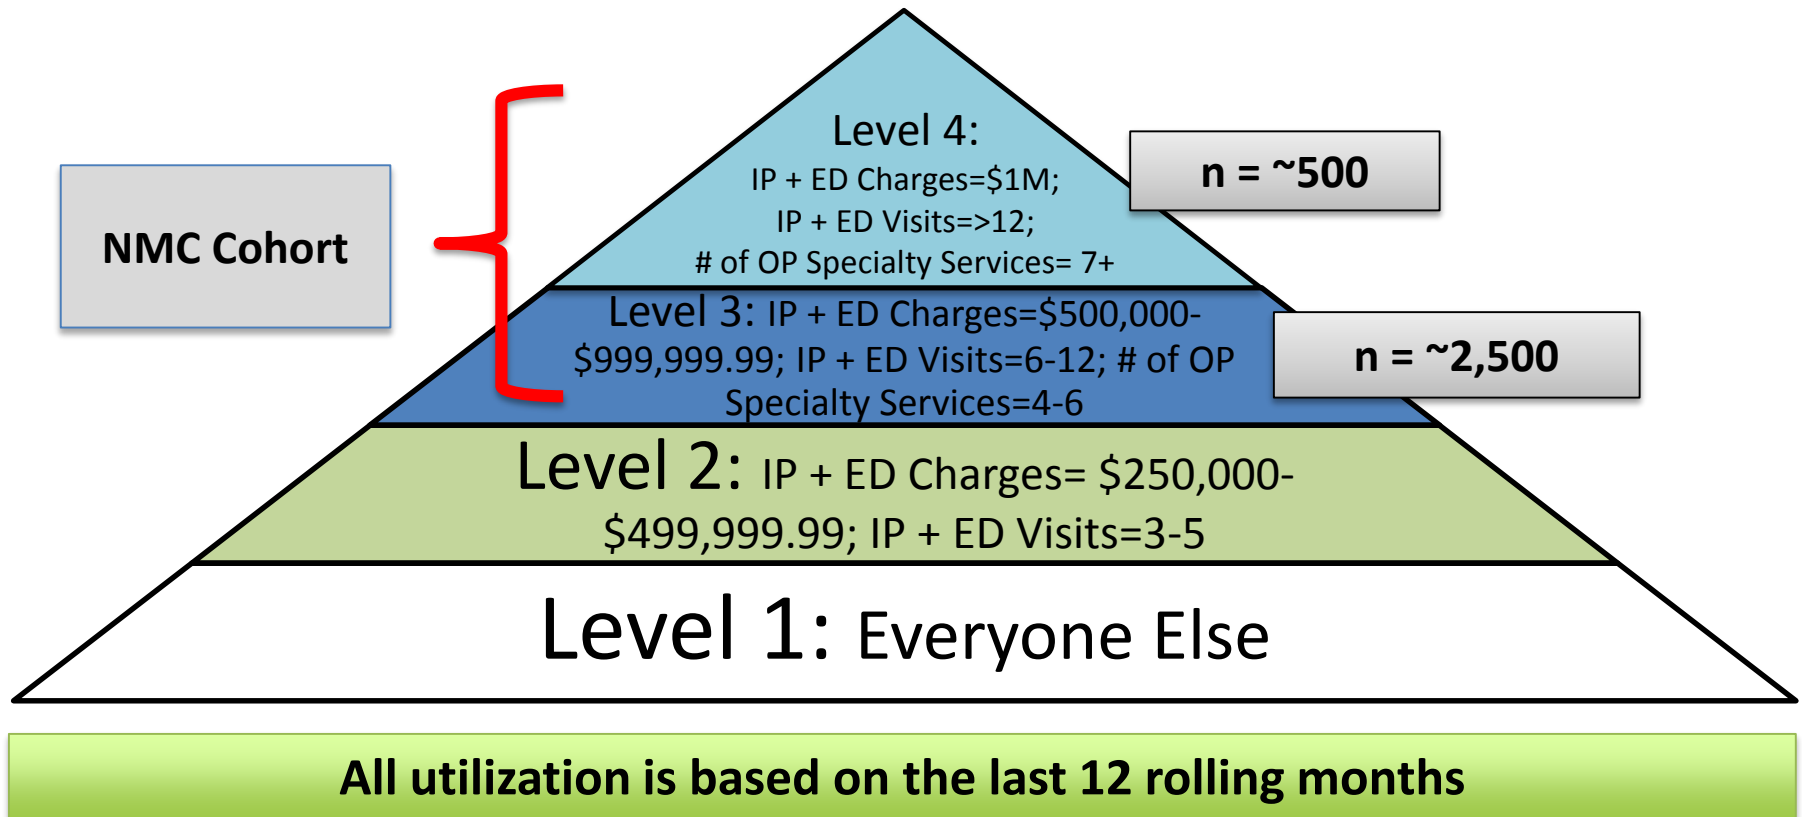 Level 4:
IP + ED Charges=$1M;
IP + ED Visits=>12;
# of OP Specialty Services= 7+
n = ~500
NMC Cohort
Level 3: IP + ED Charges=$500,000-
$999,999.99; IP + ED Visits=6-12; # of OP
Specialty Services=4-6
n = ~2,500
Level 2: IP + ED Charges= $250,000-
$499,999.99; IP + ED Visits=3-5
Level 1: Everyone Else
All utilization is based on the last 12 rolling months